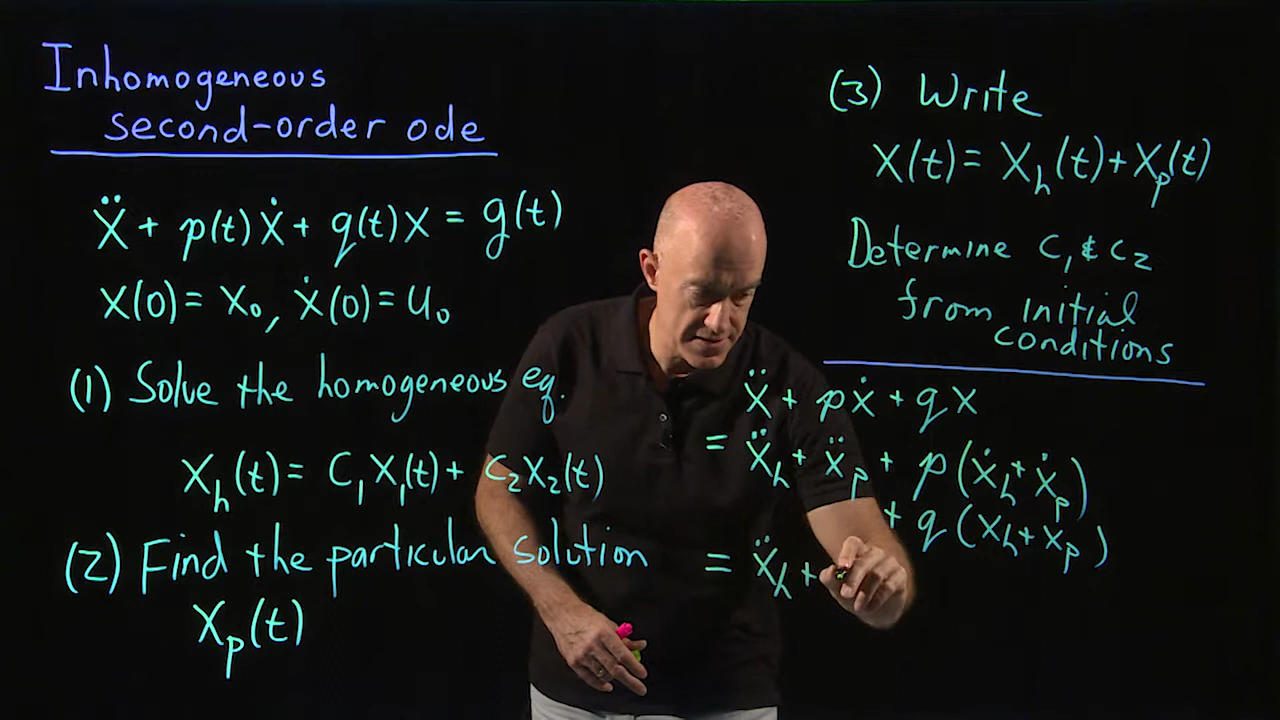 Inhomogeneous
second-order ode
ẍ + p(t)ẋ + q(t)x = g(t)
x(0) = x₀, ẋ(0) = u₀
(1) Solve the homogeneous eq.
xₕ(t) = c₁x₁(t) + c₂x₂(t)
(2) Find the particular solution
xₚ(t)
(3) Write
x(t) = xₕ(t) + xₚ(t)
Determine c₁ & c₂
from initial
conditions
ẍ + pẋ + qx
= ẍₕ + ẍₚ + p(ẋₕ + ẋₚ)
+ q(xₕ + xₚ)
= ẍₕ +